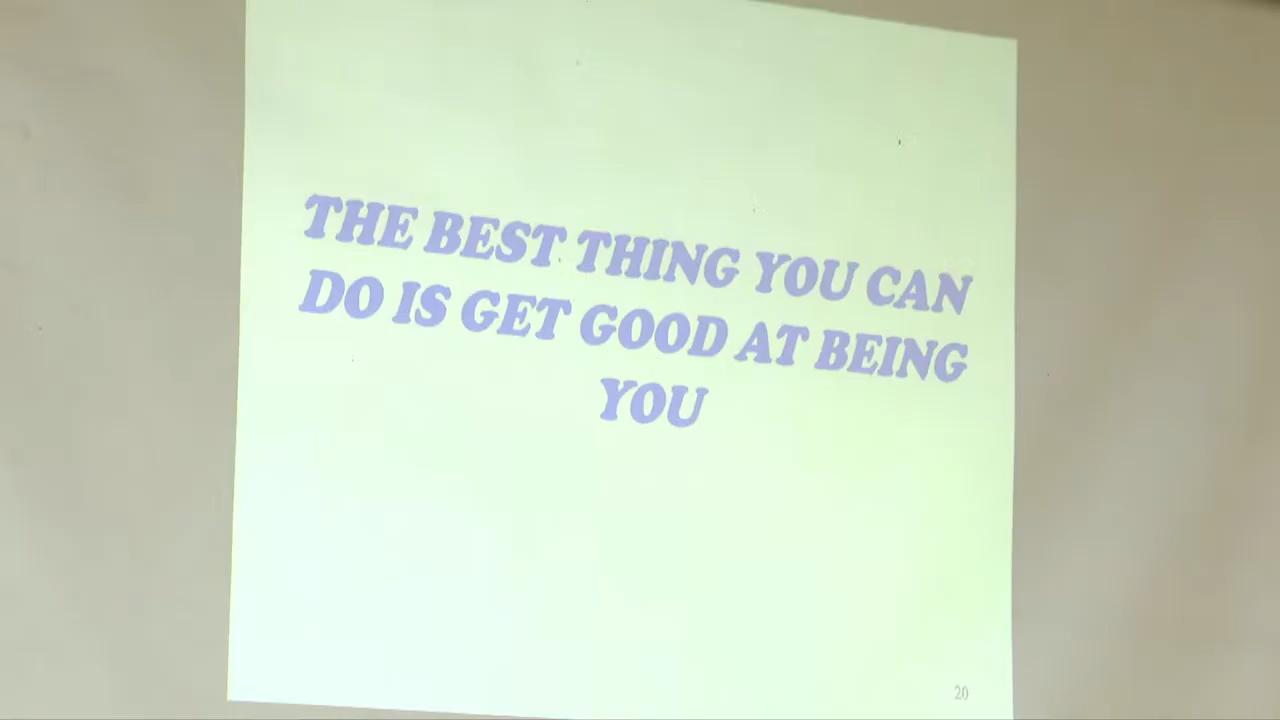 THE BEST THING YOU CAN
DO IS GET GOOD AT BEING
YOU
20